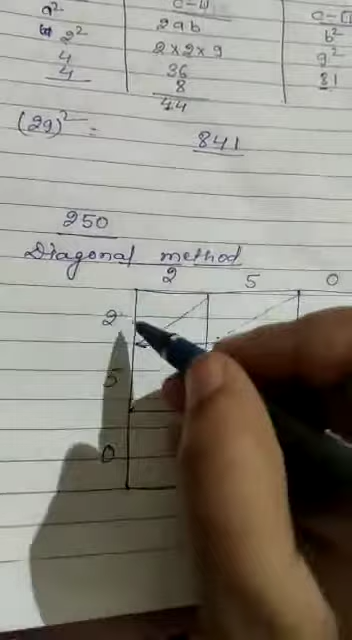 a² 2ab b²
2² 2×2×9 9²
4 36 81
4 8
44
(29)² = 841
250
Diagonal method
2 5 0
2
5
0